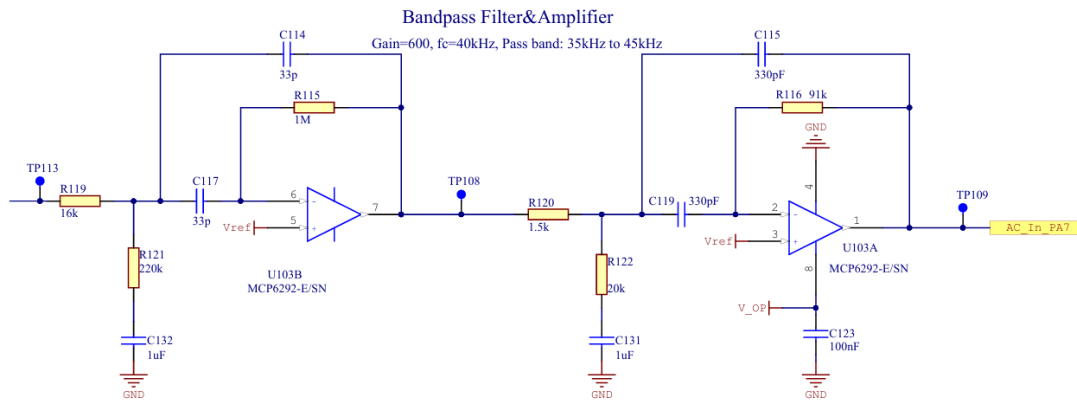 Bandpass Filter&Amplifier
Gain=600, fc=40kHz, Pass band: 35kHz to 45kHz
C114
33p
R115
1M
TP113
R119
16k
C117
33p
6
5
7
Vref
U103B
MCP6292-E/SN
R121
220k
C132
1uF
GND
TP108
C115
330pF
R116 91k
GND
4
R120
1.5k
C119
330pF
2
3
1
Vref
U103A
MCP6292-E/SN
8
TP109
AC_In_PA7
R122
20k
V_OP
C131
1uF
GND
C123
100nF
GND